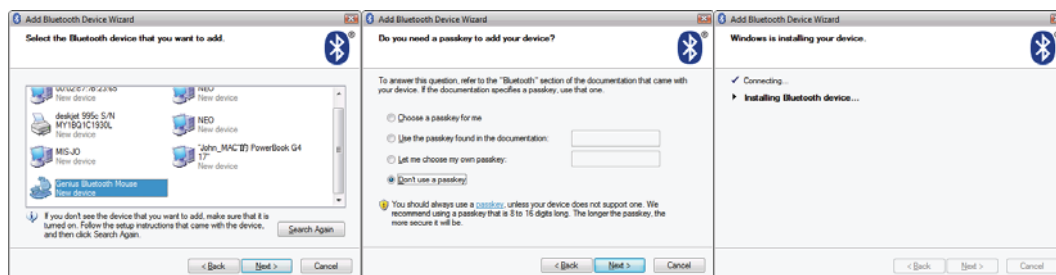 Add Bluetooth Device Wizard
Select the Bluetooth device that you want to add.
00:02:e7:76:23:65
New device
NEO
New device
deskjet 995c S/N
MY1BQ1C1930L
New device
NEO
New device
MIS-JO
New device
"John_MAC"的 PowerBook G4
17"
New device
Genius Bluetooth Mouse
New device
If you don't see the device that you want to add, make sure that it is
turned on. Follow the setup instructions that came with the device,
and then click Search Again.
Search Again
< Back
Next >
Cancel
Add Bluetooth Device Wizard
Do you need a passkey to add your device?
To answer this question, refer to the "Bluetooth" section of the documentation that came with
your device. If the documentation specifies a passkey, use that one.
Choose a passkey for me
Use the passkey found in the documentation:
Let me choose my own passkey:
Don't use a passkey
You should always use a passkey, unless your device does not support one. We
recommend using a passkey that is 8 to 16 digits long. The longer the passkey, the
more secure it will be.
< Back
Next >
Cancel
Add Bluetooth Device Wizard
Windows is installing your device.
Connecting...
Installing Bluetooth device...
< Back
Next >
Cancel